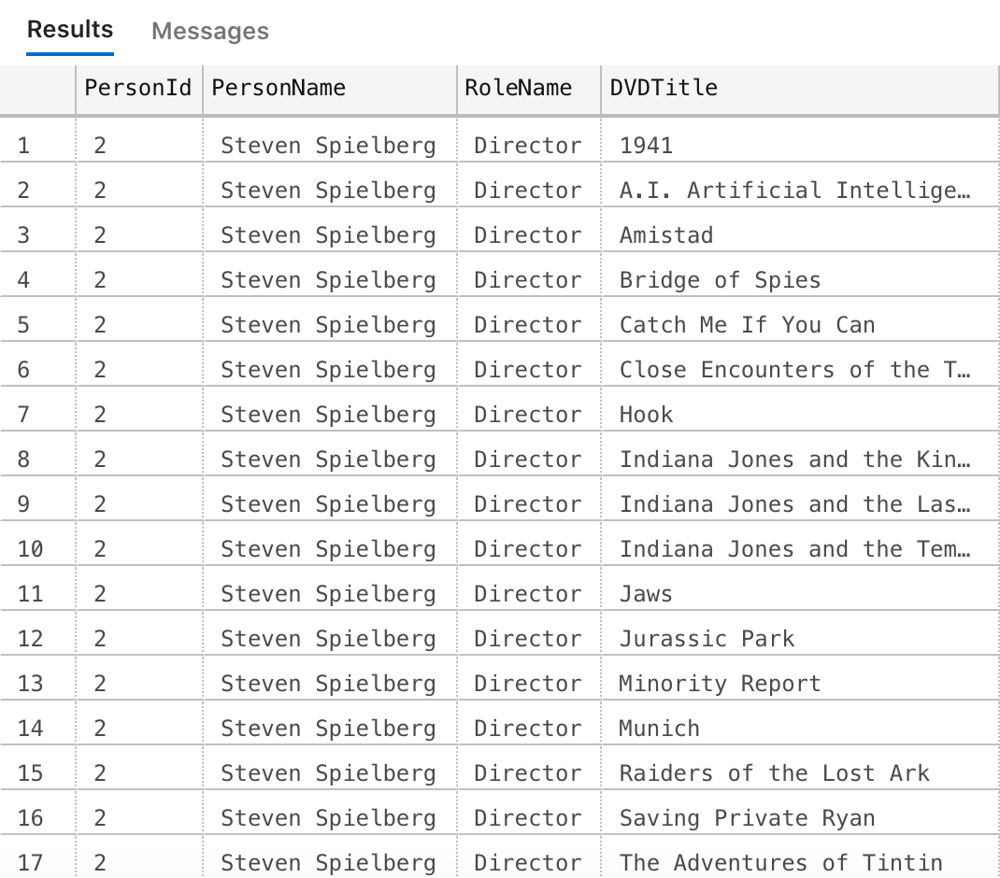 Results Messages
PersonId PersonName RoleName DVDTitle
1 2 Steven Spielberg Director 1941
2 2 Steven Spielberg Director A.I. Artificial Intellige…
3 2 Steven Spielberg Director Amistad
4 2 Steven Spielberg Director Bridge of Spies
5 2 Steven Spielberg Director Catch Me If You Can
6 2 Steven Spielberg Director Close Encounters of the T…
7 2 Steven Spielberg Director Hook
8 2 Steven Spielberg Director Indiana Jones and the Kin…
9 2 Steven Spielberg Director Indiana Jones and the Las…
10 2 Steven Spielberg Director Indiana Jones and the Tem…
11 2 Steven Spielberg Director Jaws
12 2 Steven Spielberg Director Jurassic Park
13 2 Steven Spielberg Director Minority Report
14 2 Steven Spielberg Director Munich
15 2 Steven Spielberg Director Raiders of the Lost Ark
16 2 Steven Spielberg Director Saving Private Ryan
17 2 Steven Spielberg Director The Adventures of Tintin